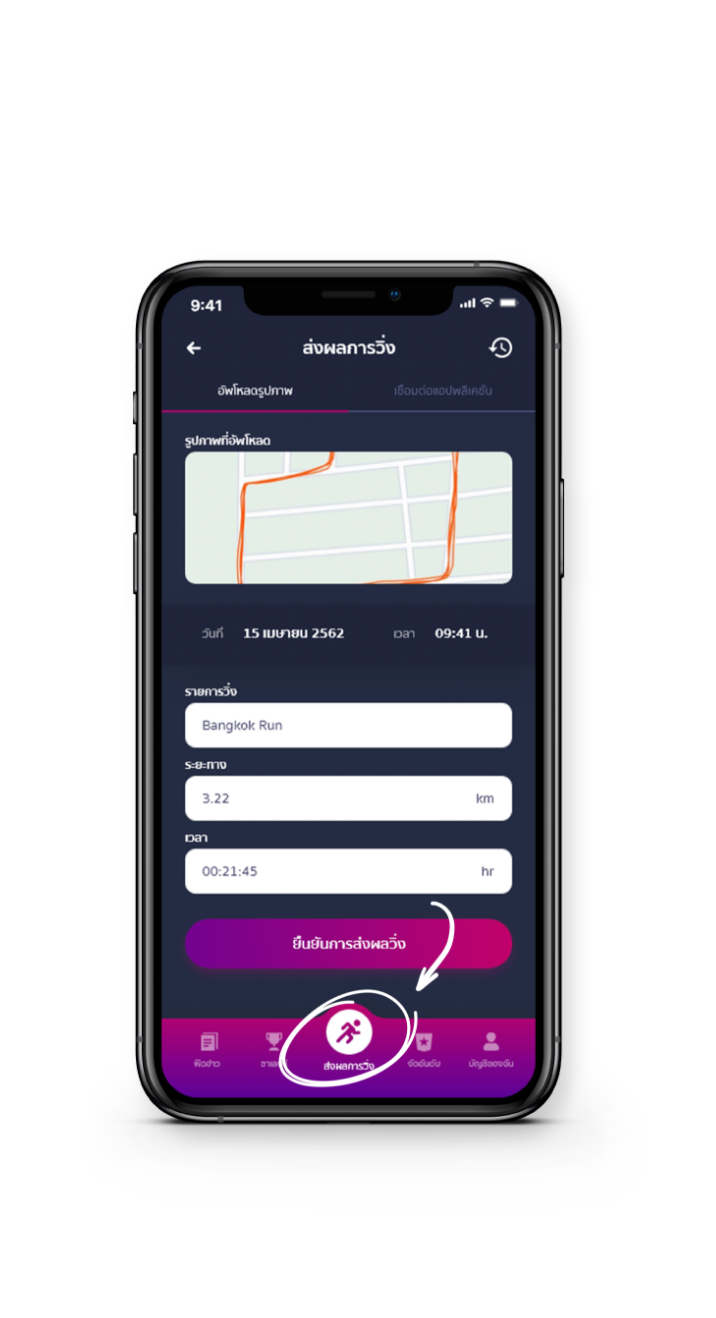 9:41
ส่งผลการวิ่ง
อัพโหลดรูปภาพ เชื่อมต่อแอปพลิเคชัน
รูปภาพที่อัพโหลด
วันที่ 15 เมษายน 2562 เวลา 09:41 น.
รายการวิ่ง
Bangkok Run
ระยะทาง
3.22 km
เวลา
00:21:45 hr
ยืนยันการส่งผลวิ่ง
ฟีดข่าว ส่งผลการวิ่ง จัดอันดับ บัญชีของฉัน